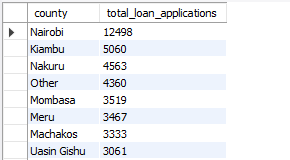 county total_loan_applications
Nairobi 12498
Kiambu 5060
Nakuru 4563
Other 4360
Mombasa 3519
Meru 3467
Machakos 3333
Uasin Gishu 3061